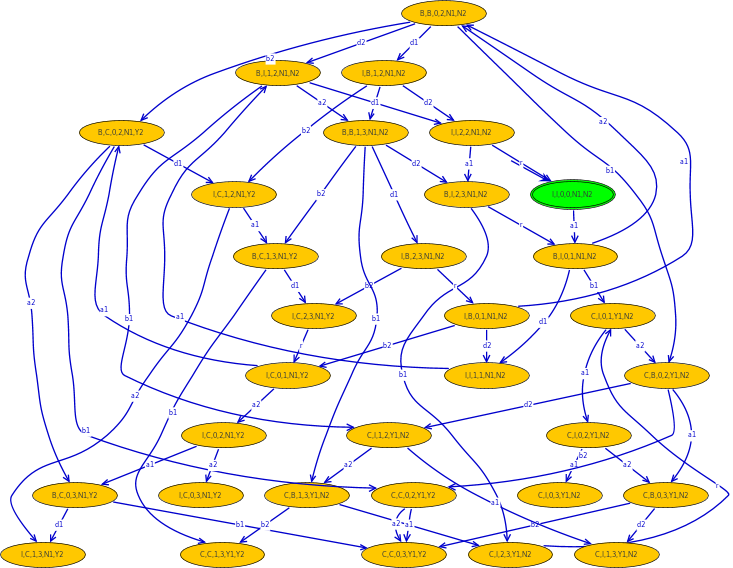 B,B,0,2,N1,N2
d2
d1
b2
B,I,1,2,N1,N2
I,B,1,2,N1,N2
a2
d1
d2
a2
b2
B,C,0,2,N1,Y2
B,B,1,3,N1,N2
I,I,2,2,N1,N2
d1
d2
a1
r
a1
b1
I,C,1,2,N1,Y2
b2
d1
B,I,2,3,N1,N2
I,I,0,0,N1,N2
a1
r
a1
B,C,1,3,N1,Y2
I,B,2,3,N1,N2
B,I,0,1,N1,N2
d1
b2
r
b1
a2
a1
b1
a1
I,C,2,3,N1,Y2
b1
I,B,0,1,N1,N2
d1
C,I,0,1,Y1,N2
r
b2
d2
a2
I,C,0,1,N1,Y2
b1
I,I,1,1,N1,N2
a1
C,B,0,2,Y1,N2
a2
a2
d2
b1
b1
I,C,0,2,N1,Y2
C,I,1,2,Y1,N2
C,I,0,2,Y1,N2
a1
a1
a2
a2
b2
a1
a2
r
B,C,0,3,N1,Y2
I,C,0,3,N1,Y2
C,B,1,3,Y1,N2
C,C,0,2,Y1,Y2
a1
C,I,0,3,Y1,N2
C,B,0,3,Y1,N2
d1
b1
b2
a2
a1
b2
d2
I,C,1,3,N1,Y2
C,C,1,3,Y1,Y2
C,C,0,3,Y1,Y2
C,I,2,3,Y1,N2
C,I,1,3,Y1,N2